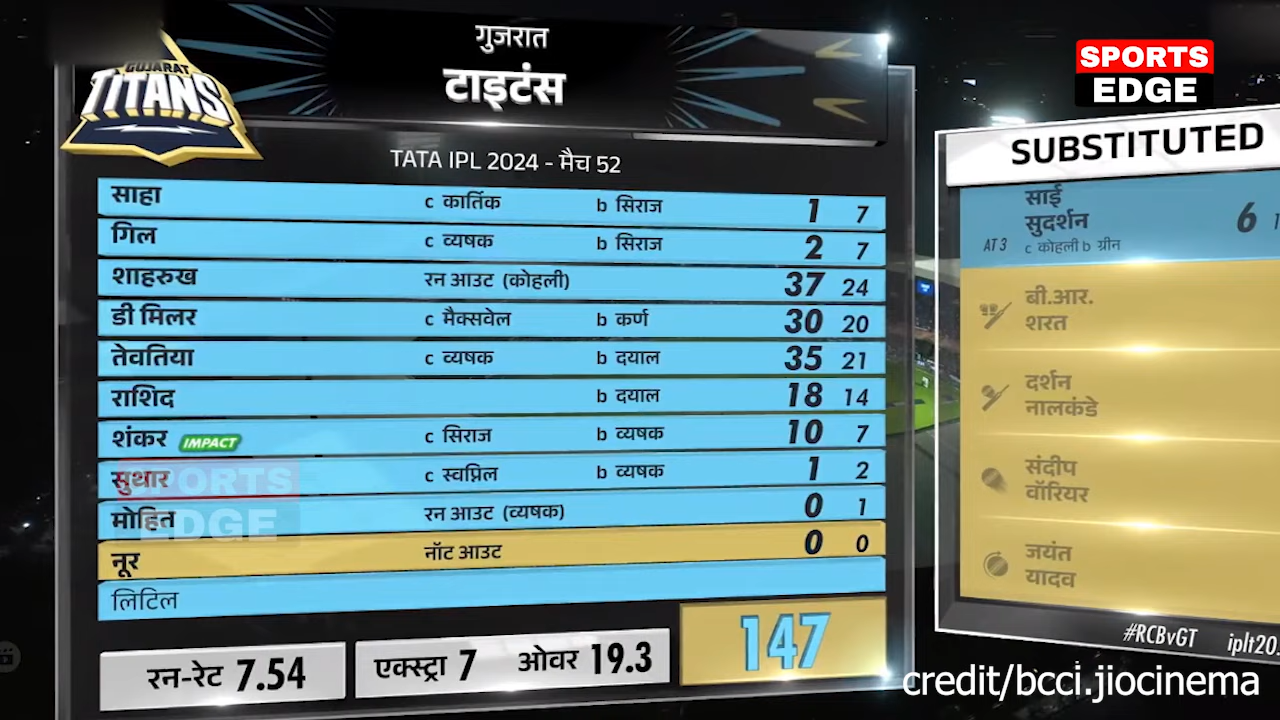 GUJARAT
TITANS
गुजरात
टाइटंस
SPORTS
EDGE
TATA IPL 2024 - मैच 52
साहा c कार्तिक b सिराज 1 7
गिल c व्यषक b सिराज 2 7
शाहरुख रन आउट (कोहली) 37 24
डी मिलर c मैक्सवेल b कर्ण 30 20
तेवतिया c व्यषक b दयाल 35 21
राशिद b दयाल 18 14
शंकर IMPACT c सिराज b व्यषक 10 7
सुथार c स्वप्निल b व्यषक 1 2
मोहित रन आउट (व्यषक) 0 1
नूर नॉट आउट 0 0
लिटिल
SPORTS
EDGE
रन-रेट 7.54 एक्स्ट्रा 7 ओवर 19.3 147
SUBSTITUTED
साई
सुदर्शन 6
AT 3 c कोहली b ग्रीन
बी.आर.
शरत
दर्शन
नालकंडे
संदीप
वॉरियर
जयंत
यादव
#RCBvGT iplt20.
credit/bcci.jiocinema